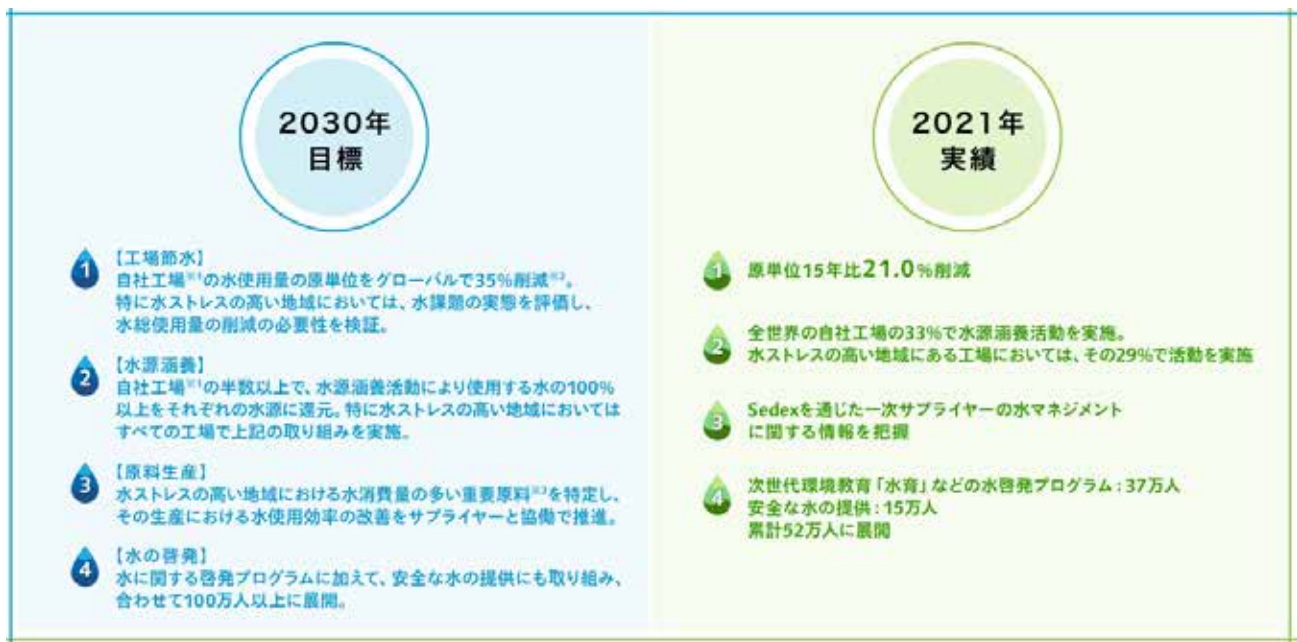 2030年
目標
1
【工場節水】
自社工場※1の水使用量の原単位をグローバルで35%削減※2。
特に水ストレスの高い地域においては、水課題の実態を評価し、
水総使用量の削減の必要性を検証。
2
【水源涵養】
自社工場※1の半数以上で、水源涵養活動により使用する水の100%
以上をそれぞれの水源に還元。特に水ストレスの高い地域においては
すべての工場で上記の取り組みを実施。
3
【原料生産】
水ストレスの高い地域における水消費量の多い重要原料※3を特定し、
その生産における水使用効率の改善をサプライヤーと協働で推進。
4
【水の啓発】
水に関する啓発プログラムに加えて、安全な水の提供にも取り組み、
合わせて100万人以上に展開。
2021年
実績
1
原単位15年比21.0%削減
2
全世界の自社工場の33%で水源涵養活動を実施。
水ストレスの高い地域にある工場においては、その29%で活動を実施
3
Sedexを通じた一次サプライヤーの水マネジメント
に関する情報を把握
4
次世代環境教育「水育」などの水啓発プログラム:37万人
安全な水の提供:15万人
累計52万人に展開